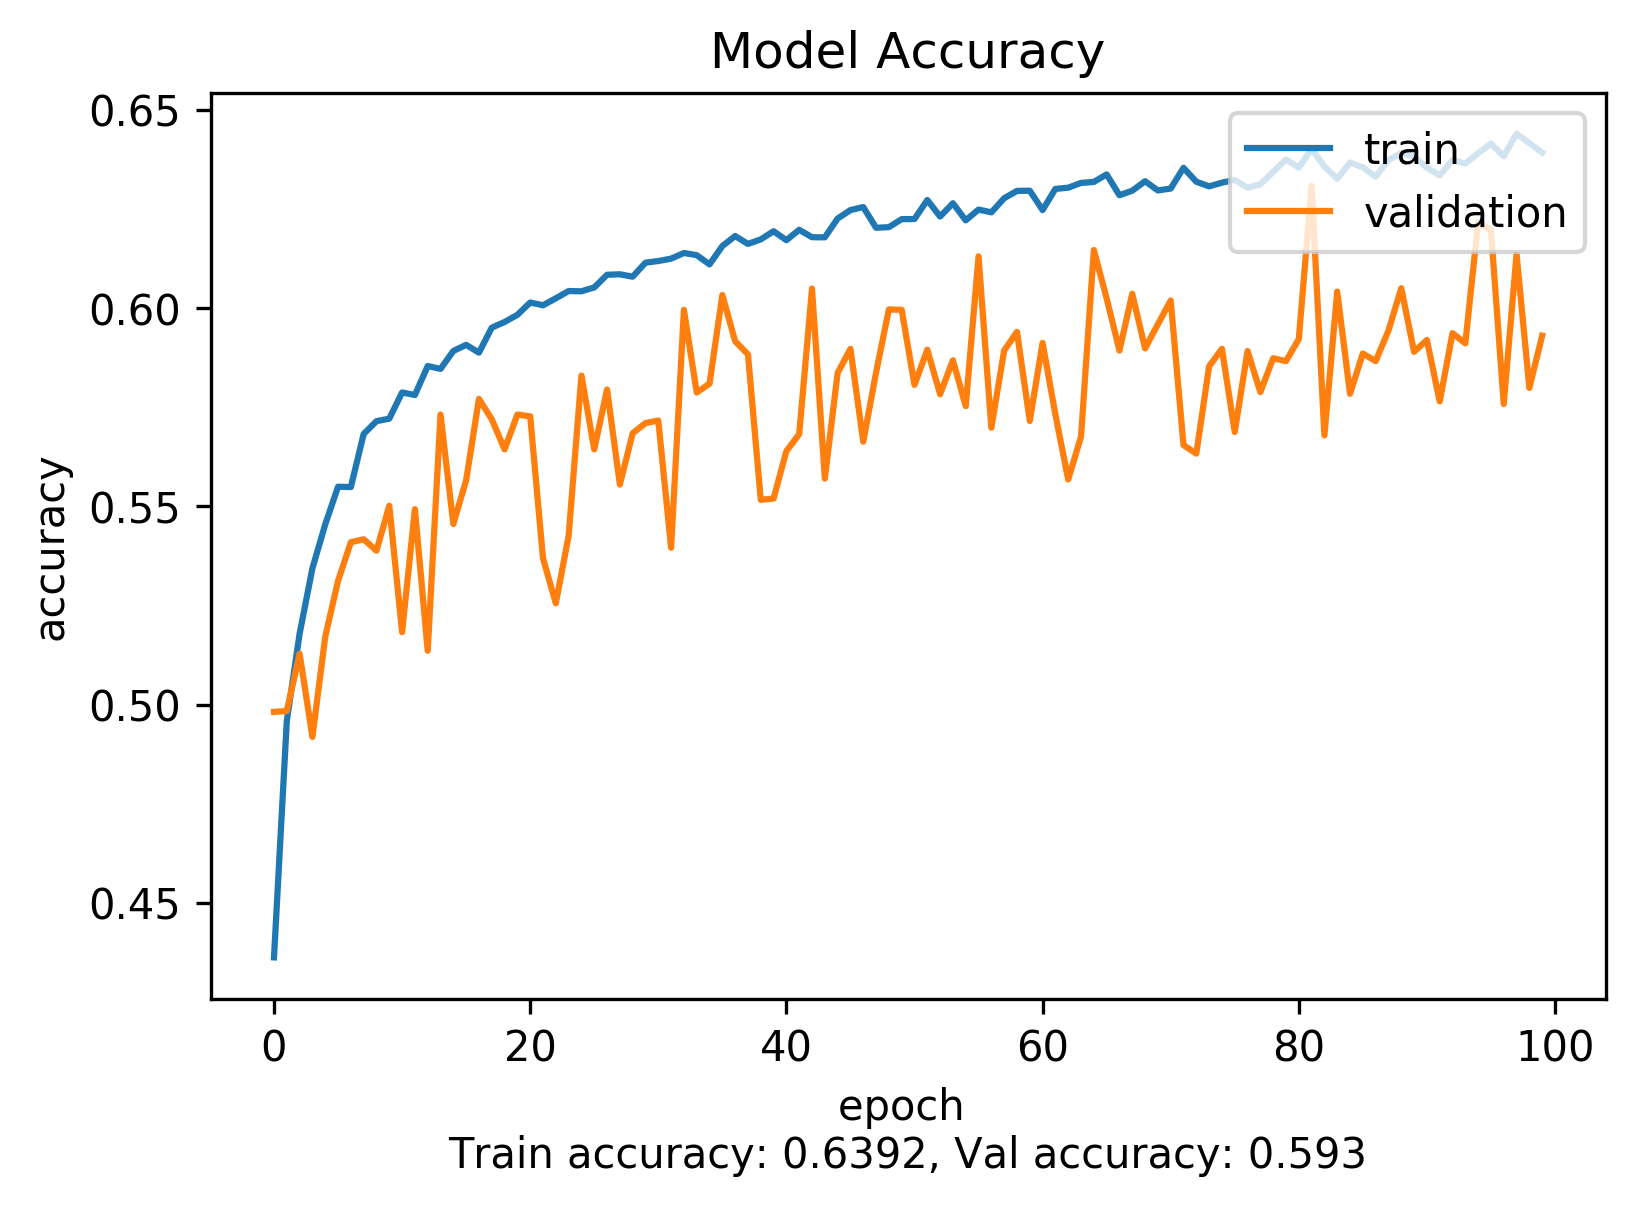 Model Accuracy
0.65
0.60
0.55
0.50
0.45
accuracy
train
validation
0 20 40 60 80 100
epoch
Train accuracy: 0.6392, Val accuracy: 0.593